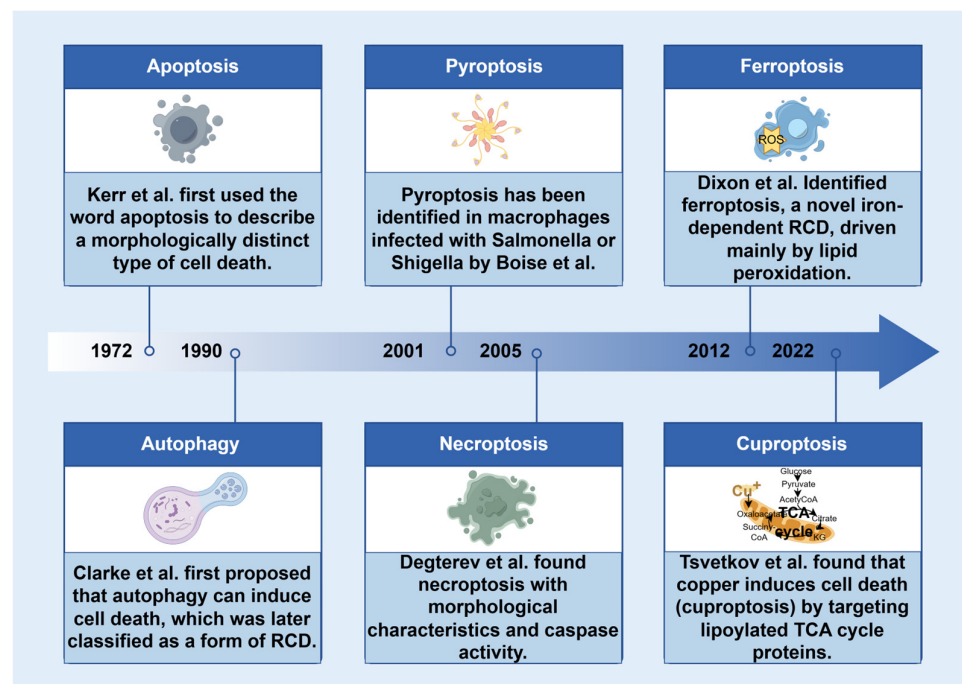 Apoptosis
Kerr et al. first used the
word apoptosis to describe
a morphologically distinct
type of cell death.
Pyroptosis
Pyroptosis has been
identified in macrophages
infected with Salmonella or
Shigella by Boise et al.
Ferroptosis
ROS
Dixon et al. Identified
ferroptosis, a novel iron-
dependent RCD, driven
mainly by lipid
peroxidation.
1972
1990
2001
2005
2012
2022
Autophagy
Clarke et al. first proposed
that autophagy can induce
cell death, which was later
classified as a form of RCD.
Necroptosis
Degterev et al. found
necroptosis with
morphological
characteristics and caspase
activity.
Cuproptosis
Glucose
Pyruvate
AcetyCoA
Cu+
Oxaloacetate
TCA
cycle
Citrate
Succiny-
CoA
KG
Tsvetkov et al. found that
copper induces cell death
(cuproptosis) by targeting
lipoylated TCA cycle
proteins.